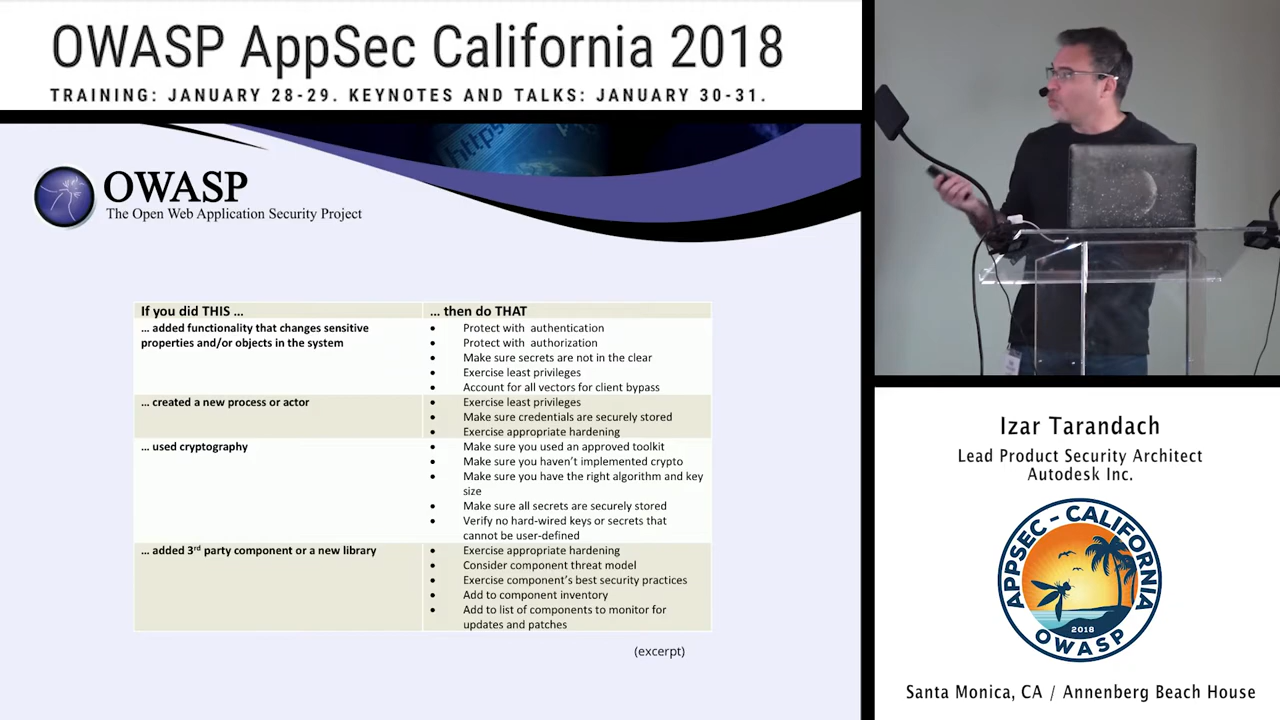 OWASP AppSec California 2018
TRAINING: JANUARY 28-29. KEYNOTES AND TALKS: JANUARY 30-31.
https
OWASP
The Open Web Application Security Project
If you did THIS …
… then do THAT
… added functionality that changes sensitive
properties and/or objects in the system
• Protect with authentication
• Protect with authorization
• Make sure secrets are not in the clear
• Exercise least privileges
• Account for all vectors for client bypass
… created a new process or actor
• Exercise least privileges
• Make sure credentials are securely stored
• Exercise appropriate hardening
… used cryptography
• Make sure you used an approved toolkit
• Make sure you haven't implemented crypto
• Make sure you have the right algorithm and key
size
• Make sure all secrets are securely stored
• Verify no hard-wired keys or secrets that
cannot be user-defined
… added 3rd party component or a new library
• Exercise appropriate hardening
• Consider component threat model
• Exercise component's best security practices
• Add to component inventory
• Add to list of components to monitor for
updates and patches
(excerpt)
Izar Tarandach
Lead Product Security Architect
Autodesk Inc.
APPSEC - CALIFORNIA
2018
OWASP
Santa Monica, CA / Annenberg Beach House